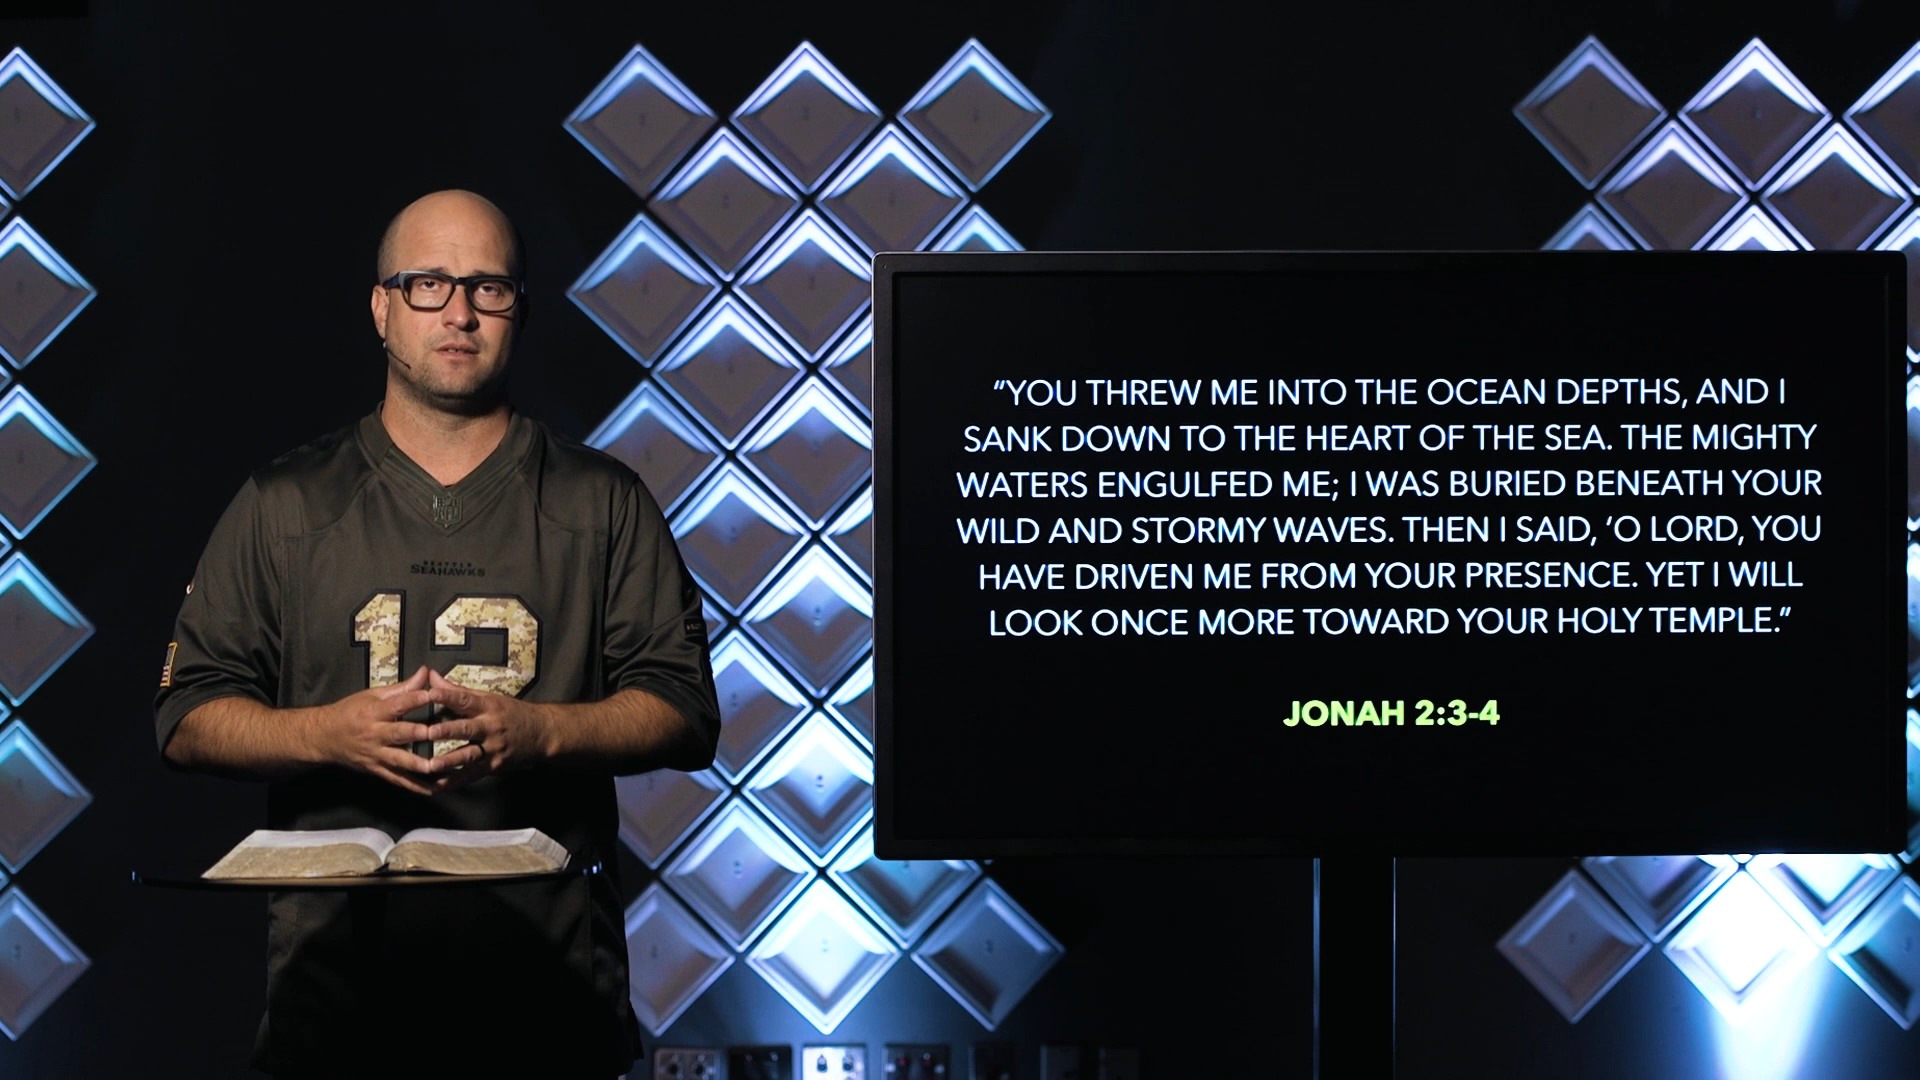 SEATTLE
SEAHAWKS
12
“YOU THREW ME INTO THE OCEAN DEPTHS, AND I
SANK DOWN TO THE HEART OF THE SEA. THE MIGHTY
WATERS ENGULFED ME; I WAS BURIED BENEATH YOUR
WILD AND STORMY WAVES. THEN I SAID, ‘O LORD, YOU
HAVE DRIVEN ME FROM YOUR PRESENCE. YET I WILL
LOOK ONCE MORE TOWARD YOUR HOLY TEMPLE.”
JONAH 2:3-4